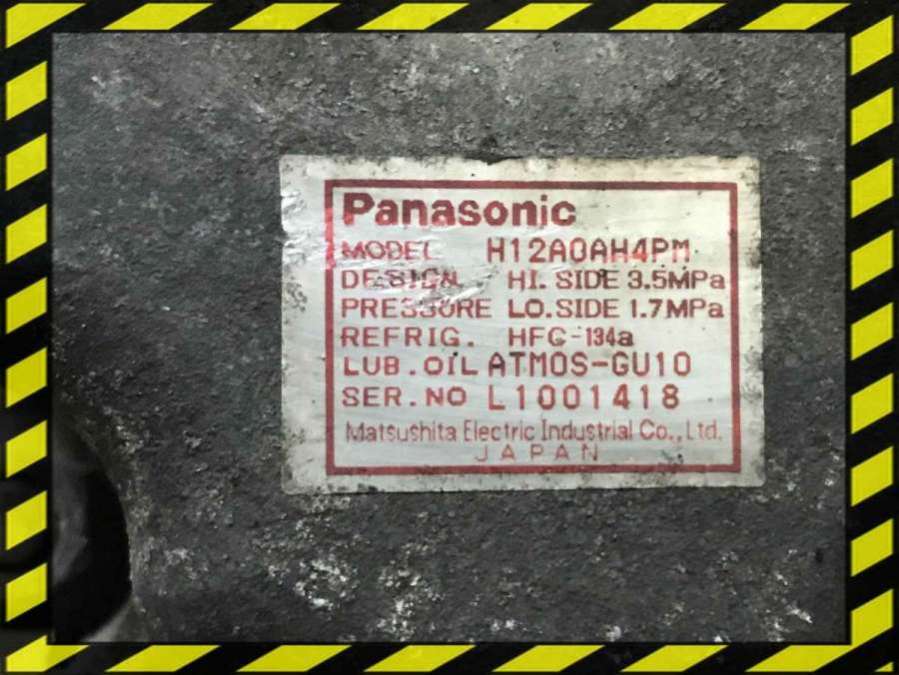 Panasonic
MODEL H12A0AH4PM
DESIGN HI. SIDE 3.5MPa
PRESSURE LO.SIDE 1.7MPa
REFRIG. HFC-134a
LUB.OIL ATMOS-GU10
SER.NO L1001418
Matsushita Electric Industrial Co.,Ltd.
JAPAN